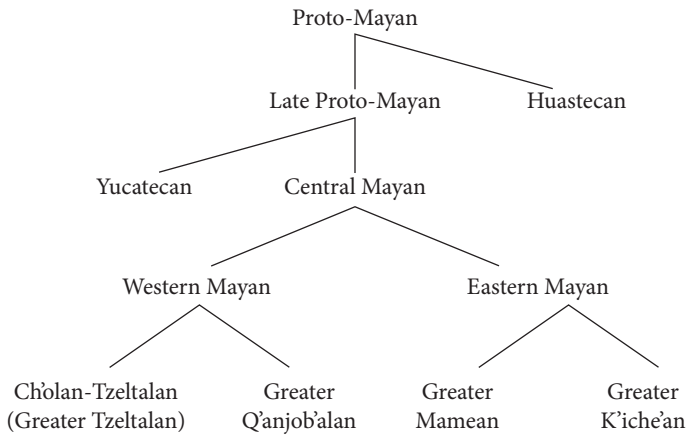 Proto-Mayan
Late Proto-Mayan
Huastecan
Yucatecan
Central Mayan
Western Mayan
Eastern Mayan
Ch'olan-Tzeltalan
(Greater Tzeltalan)
Greater
Q'anjob'alan
Greater
Mamean
Greater
K'iche'an